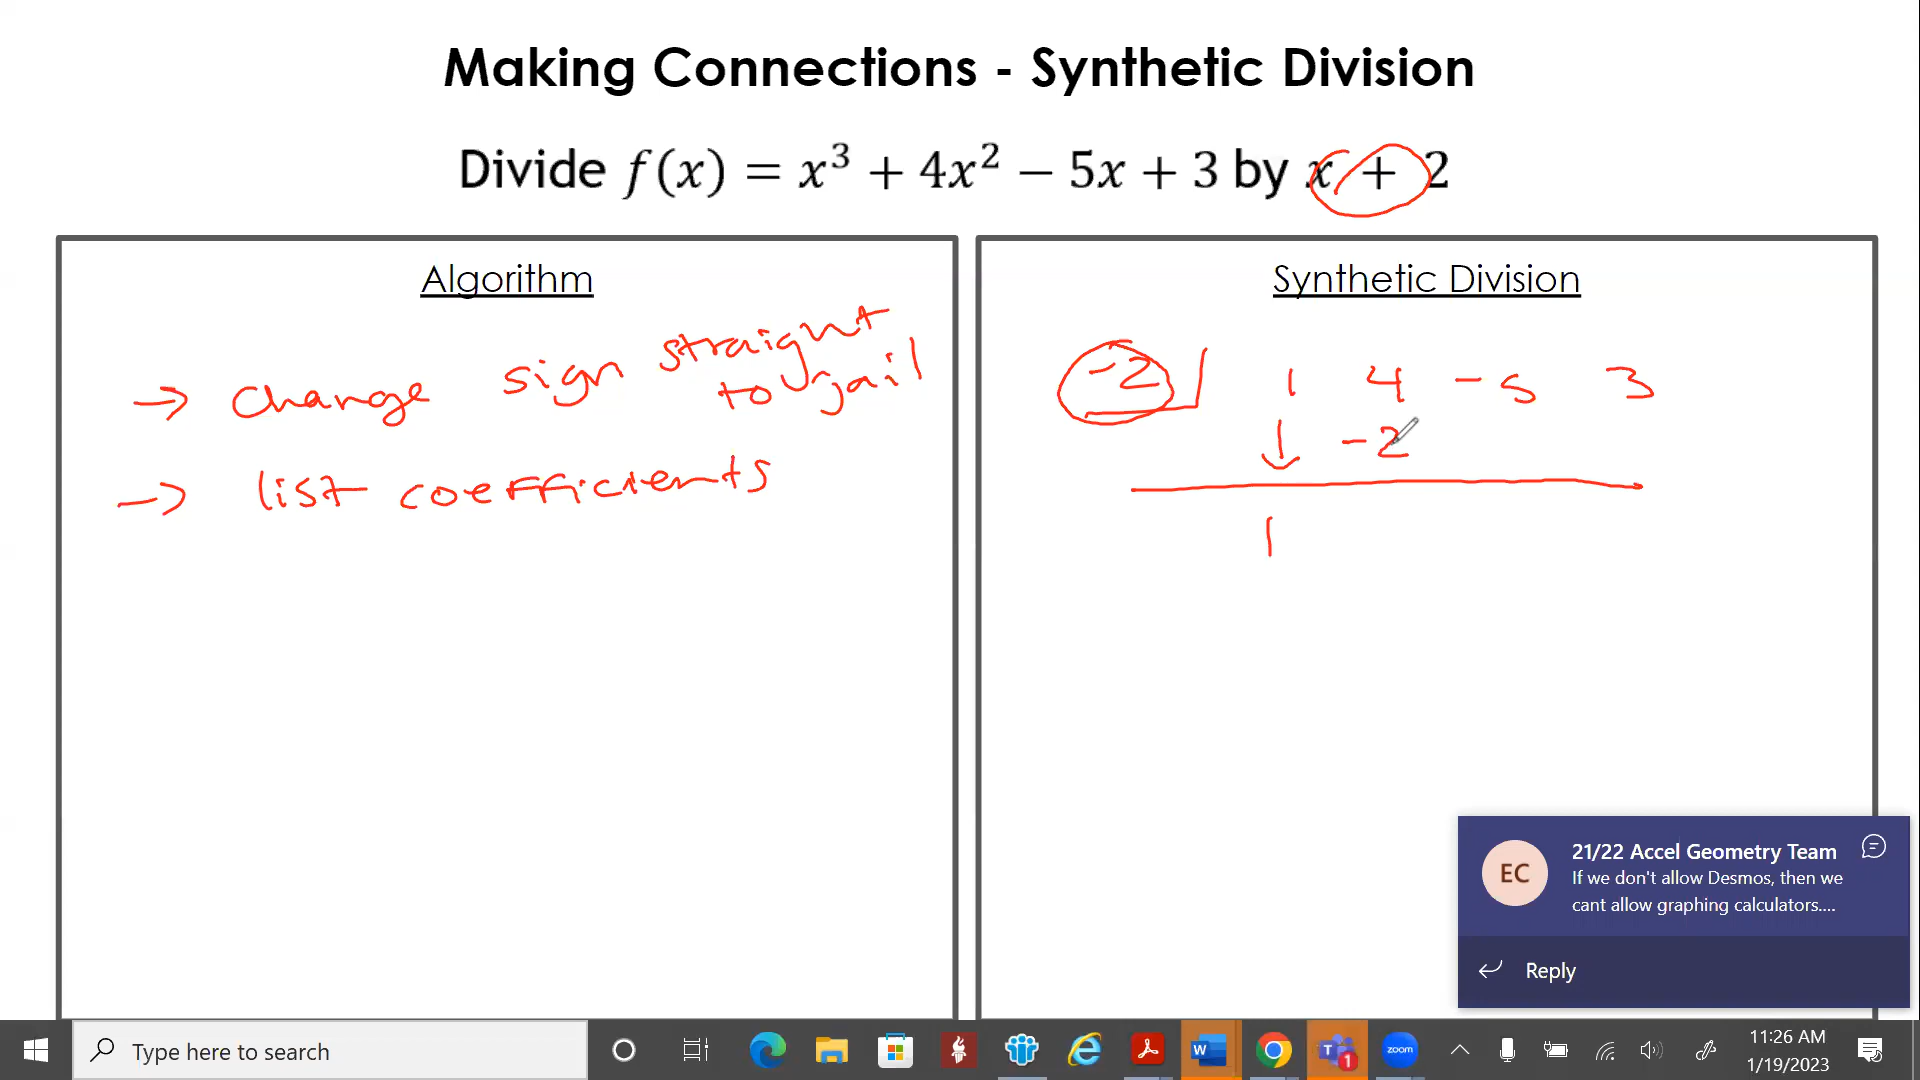 Making Connections - Synthetic Division
Divide f(x) = x³ + 4x² − 5x + 3 by x + 2
Algorithm
→ change sign straight to jail
→ list coefficients
Synthetic Division
-2 1 4 -5 3
↓ -2
1
EC
21/22 Accel Geometry Team
If we don't allow Desmos, then we
cant allow graphing calculators....
Reply
Type here to search
W
1
zoom
11:26 AM
1/19/2023